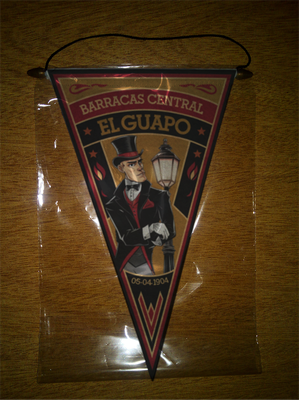 BARRACAS CENTRAL
EL GUAPO
05-04-1904